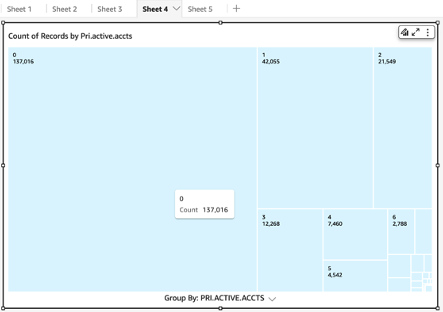 Sheet 1
Sheet 2
Sheet 3
Sheet 4
Sheet 5
+
Count of Records by Pri.active.accts
0
137,016
1
42,055
2
21,549
0
Count 137,016
3
12,268
4
7,460
6
2,788
5
4,542
Group By: PRI.ACTIVE.ACCTS